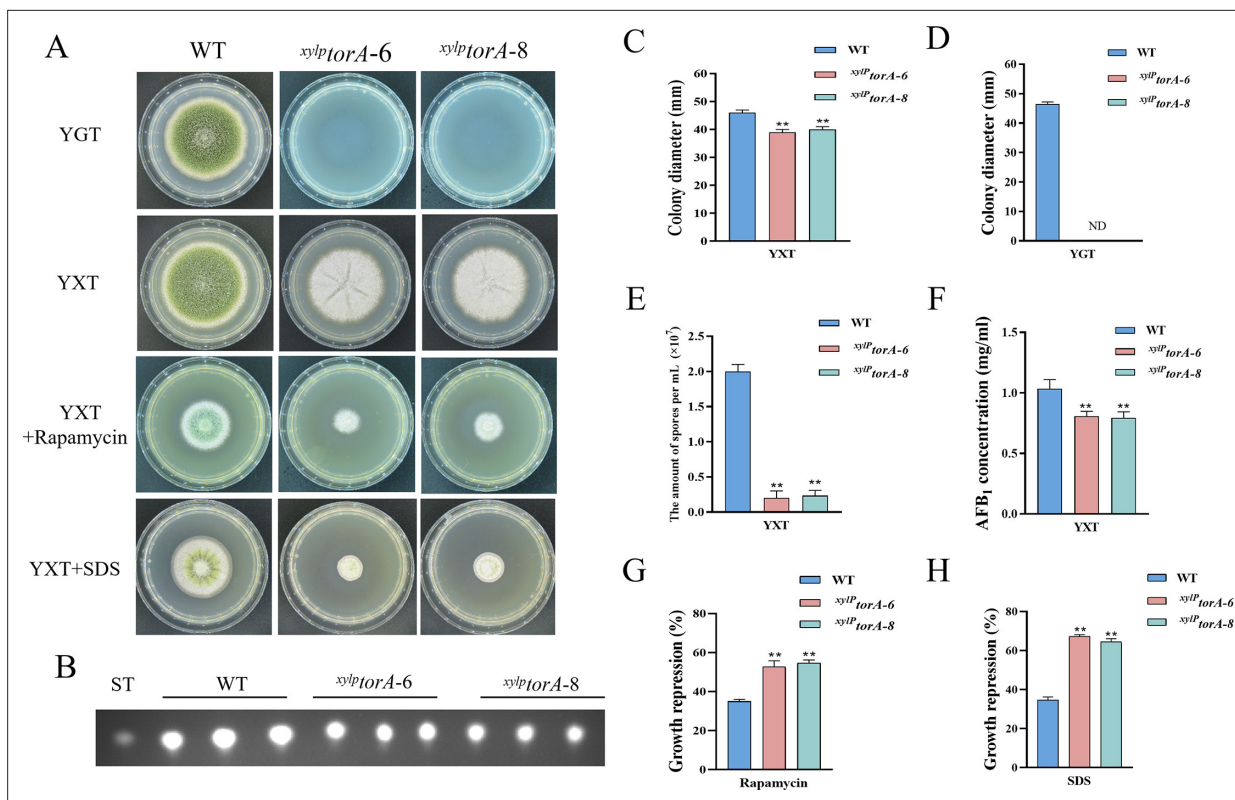 A
WT
xylptorA-6
xylptorA-8
YGT
YXT
YXT
+Rapamycin
YXT+SDS
B
ST
WT
xylptorA-6
xylptorA-8
C
WT
xylPtorA-6
xylPtorA-8
Colony diameter (mm)
60
50
40
30
20
10
0
**
**
YXT
D
WT
xylPtorA-6
xylPtorA-8
Colony diameter (mm)
60
50
40
30
20
10
0
ND
YGT
E
WT
xylPtorA-6
xylPtorA-8
The amount of spores per mL (×10⁷)
2.5
2.0
1.5
1.0
0.5
0.0
**
**
YXT
F
WT
xylPtorA-6
xylPtorA-8
AFB₁ concentration (mg/ml)
1.5
1.0
0.5
0.0
**
**
YXT
G
WT
xylPtorA-6
xylPtorA-8
Growth repression (%)
80
60
40
20
0
**
**
Rapamycin
H
WT
xylPtorA-6
xylPtorA-8
Growth repression (%)
80
60
40
20
0
**
**
SDS